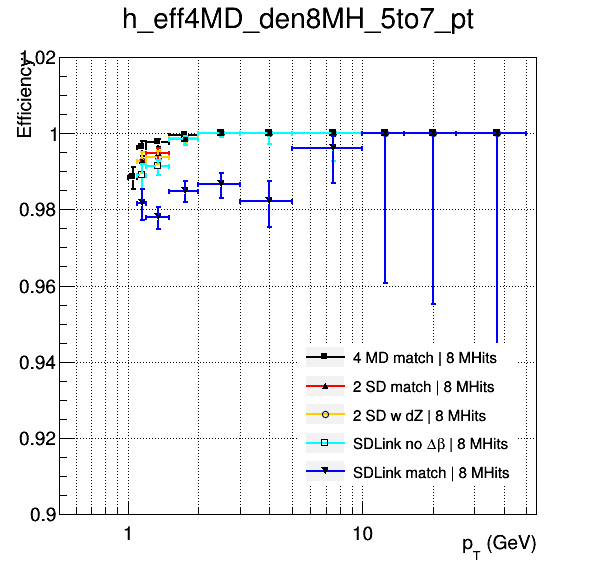 h_eff4MD_den8MH_5to7_pt
Efficiency
1.02
1
0.98
0.96
0.94
0.92
0.9
4 MD match | 8 MHits
2 SD match | 8 MHits
2 SD w dZ | 8 MHits
SDLink no Δβ | 8 MHits
SDLink match | 8 MHits
1
10
p_T (GeV)